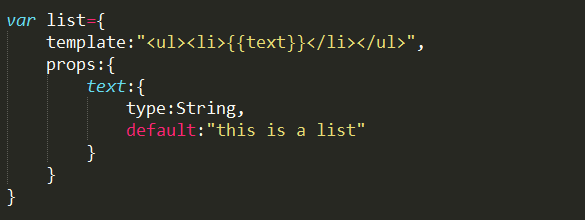 var list={
    template:"<ul><li>{{text}}</li></ul>",
    props:{
        text:{
            type:String,
            default:"this is a list"
        }
    }
}